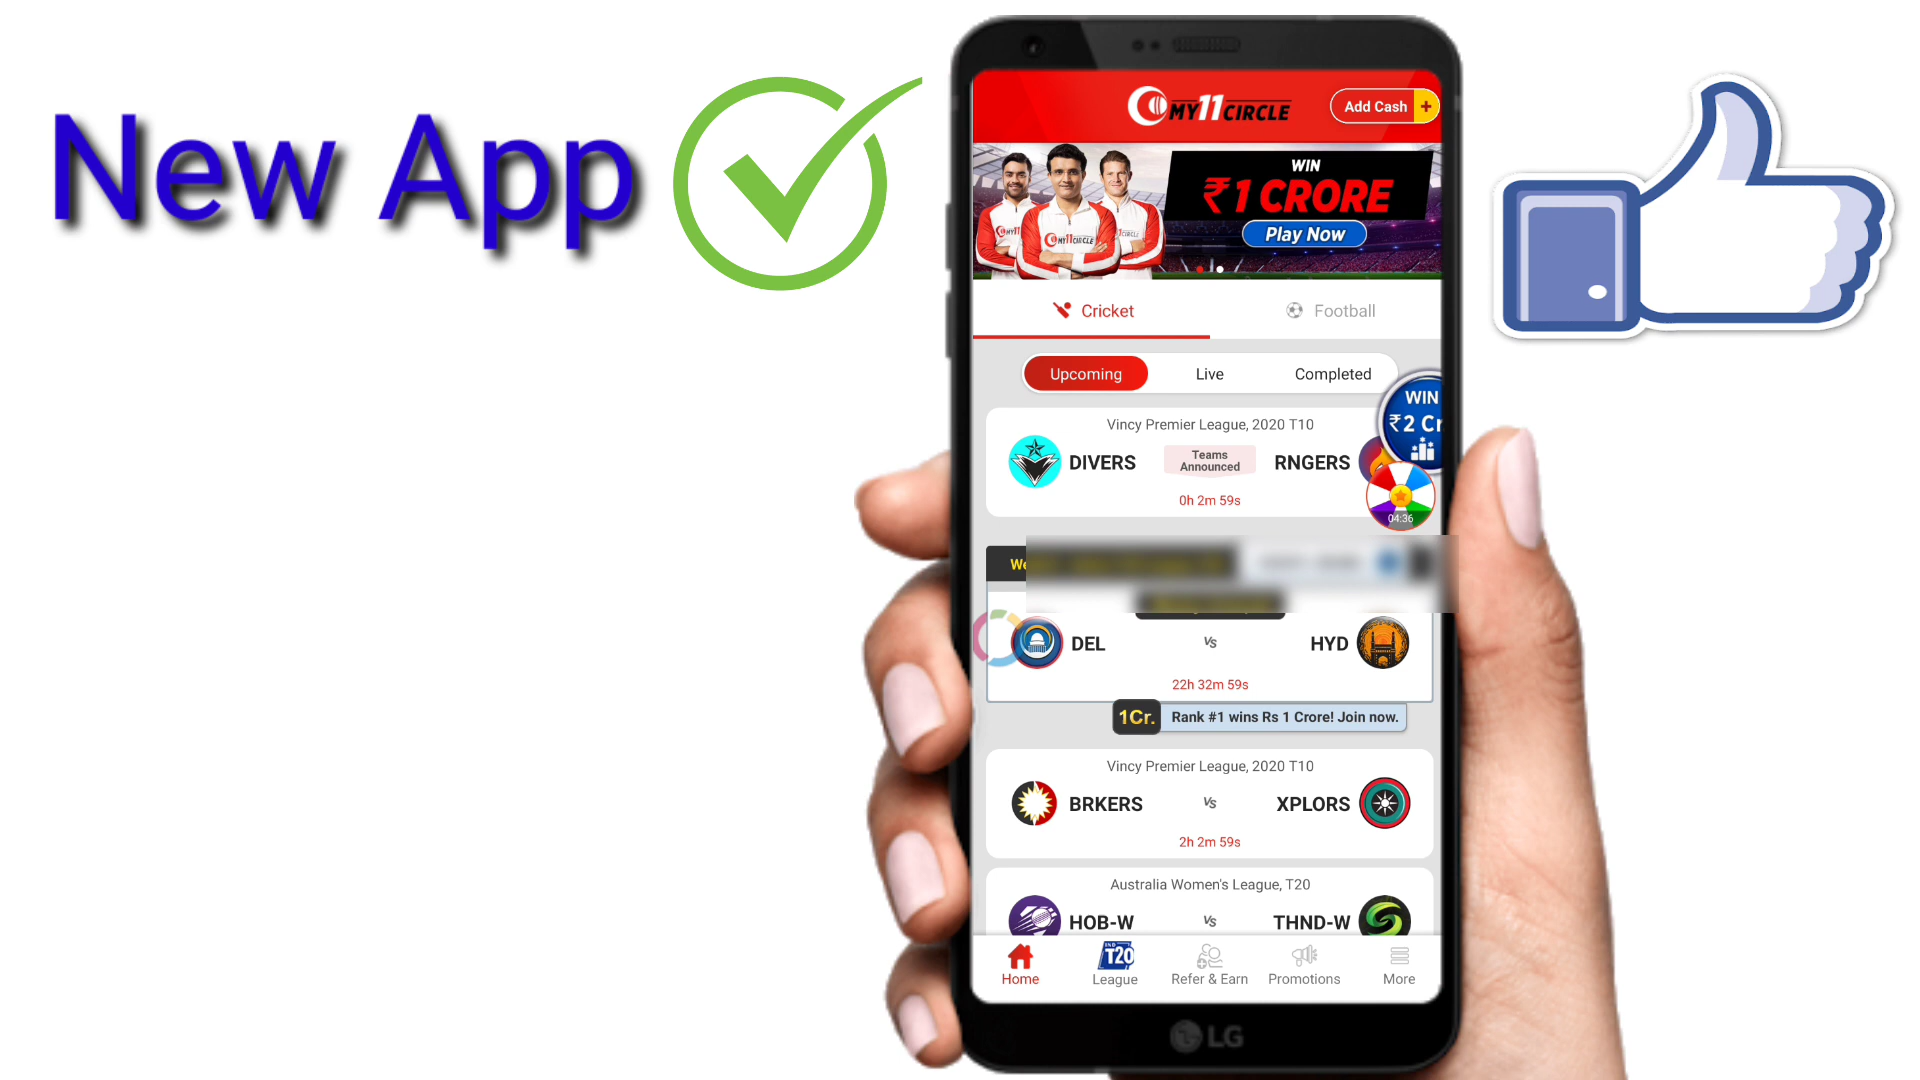 New App
MY11CIRCLE
Add Cash +
WIN
₹1 CRORE
Play Now
MY11CIRCLE
Cricket
Football
Upcoming
Live
Completed
WIN
₹2 Cr
Vincy Premier League, 2020 T10
DIVERS
Teams
Announced
RNGERS
0h 2m 59s
04:36
DEL
Vs
HYD
22h 32m 59s
1Cr.
Rank #1 wins Rs 1 Crore! Join now.
Vincy Premier League, 2020 T10
BRKERS
Vs
XPLORS
2h 2m 59s
Australia Women's League, T20
HOB-W
Vs
THND-W
IND
T20
Home
League
Refer & Earn
Promotions
More
LG